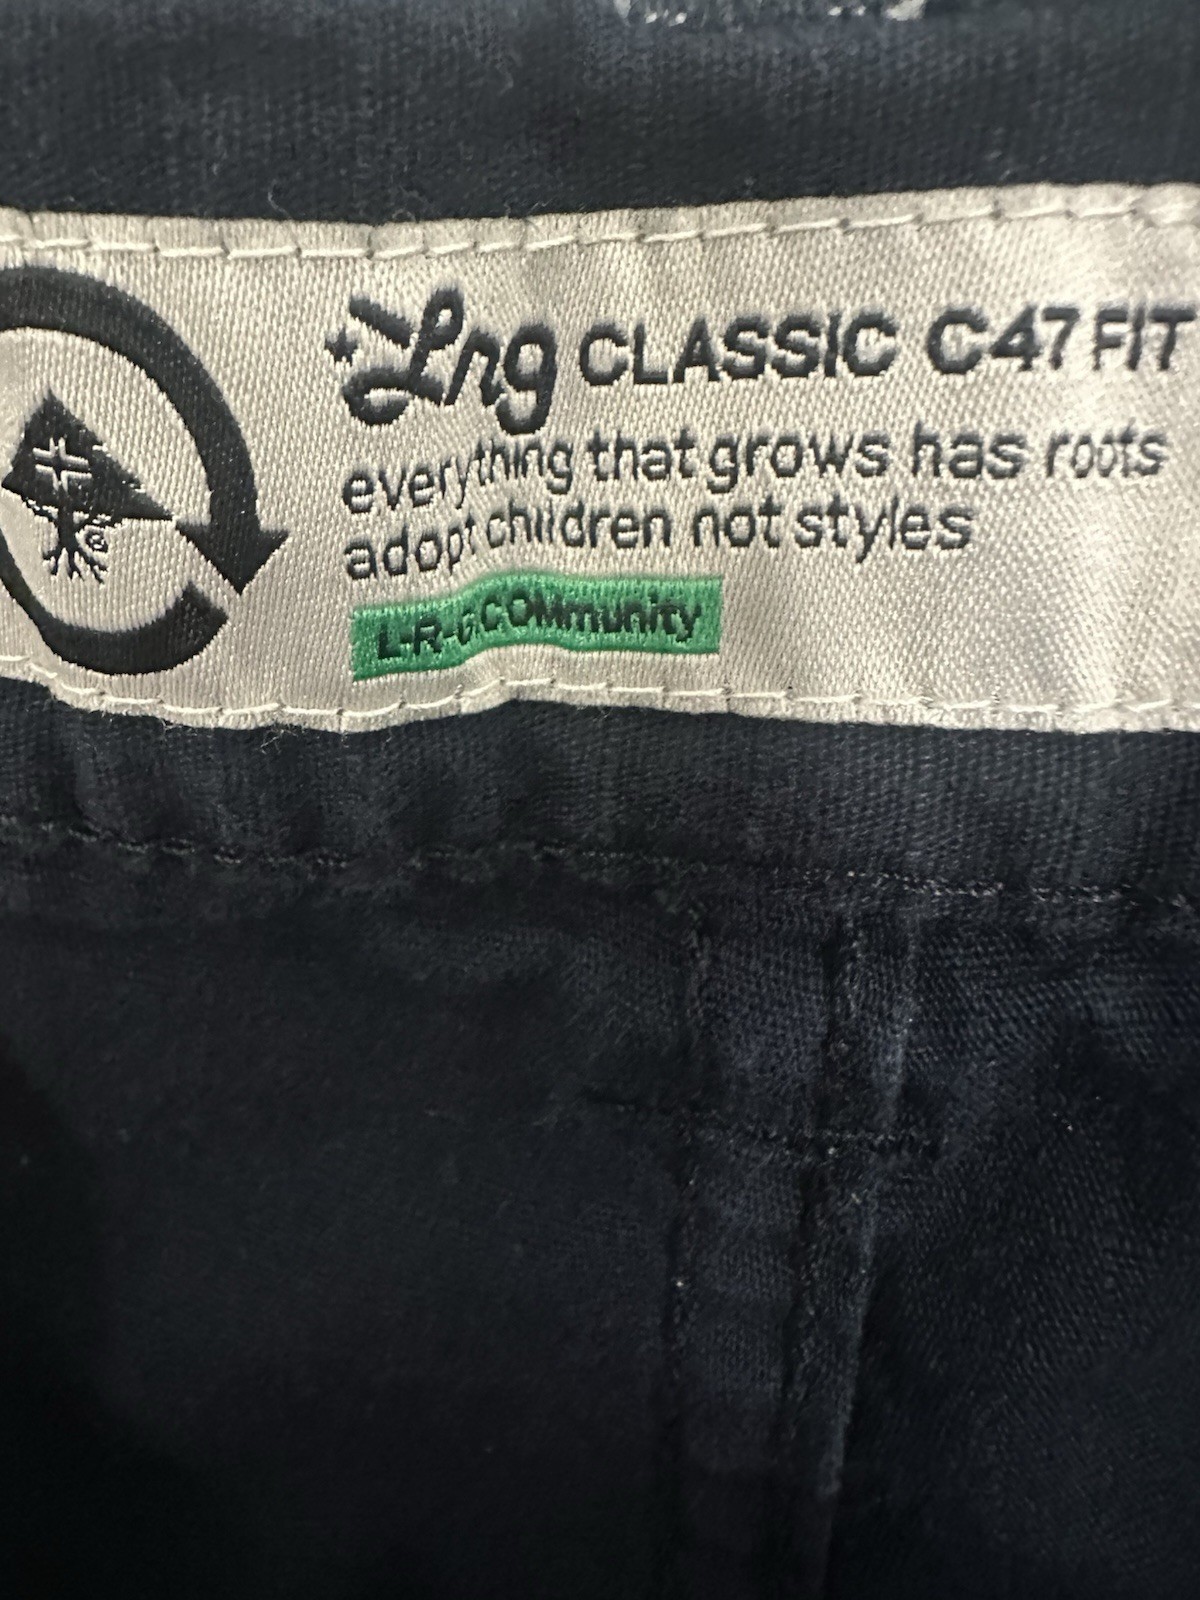 Lrg CLASSIC C47 FIT
everything that grows has roots
adopt children not styles
L-R-G.COMmunity
®